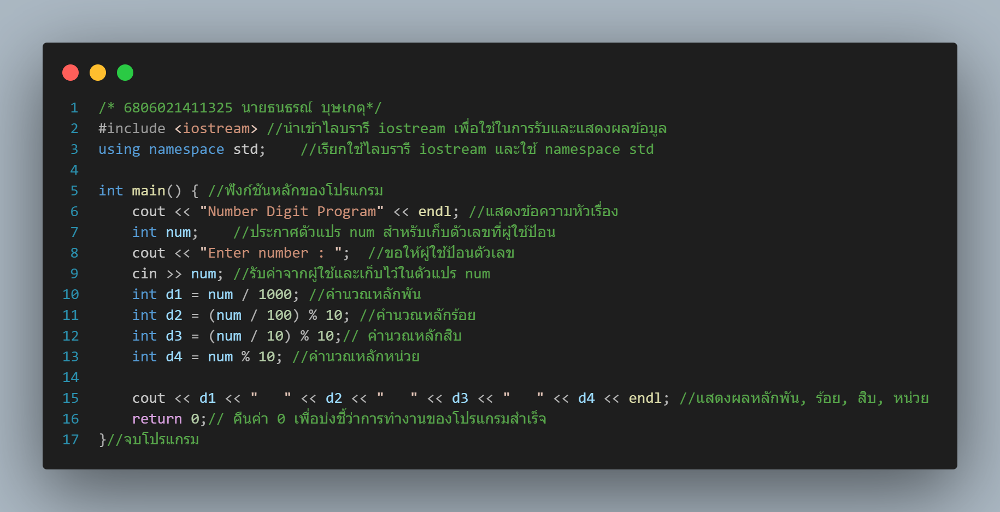 1 /* 6806021411325 นายธนธรณ์ บุษเกตุ*/
2 #include <iostream> //นำเข้าไลบรารี iostream เพื่อใช้ในการรับและแสดงผลข้อมูล
3 using namespace std;    //เรียกใช้ไลบรารี iostream และใช้ namespace std
4
5 int main() { //ฟังก์ชันหลักของโปรแกรม
6     cout << "Number Digit Program" << endl; //แสดงข้อความหัวเรื่อง
7     int num;    //ประกาศตัวแปร num สำหรับเก็บตัวเลขที่ผู้ใช้ป้อน
8     cout << "Enter number : ";  //ขอให้ผู้ใช้ป้อนตัวเลข
9     cin >> num; //รับค่าจากผู้ใช้และเก็บไว้ในตัวแปร num
10     int d1 = num / 1000; //คำนวณหลักพัน
11     int d2 = (num / 100) % 10; //คำนวณหลักร้อย
12     int d3 = (num / 10) % 10;// คำนวณหลักสิบ
13     int d4 = num % 10; //คำนวณหลักหน่วย
14
15     cout << d1 << "   " << d2 << "   " << d3 << "   " << d4 << endl; //แสดงผลหลักพัน, ร้อย, สิบ, หน่วย
16     return 0;// คืนค่า 0 เพื่อบ่งชี้ว่าการทำงานของโปรแกรมสำเร็จ
17 }//จบโปรแกรม